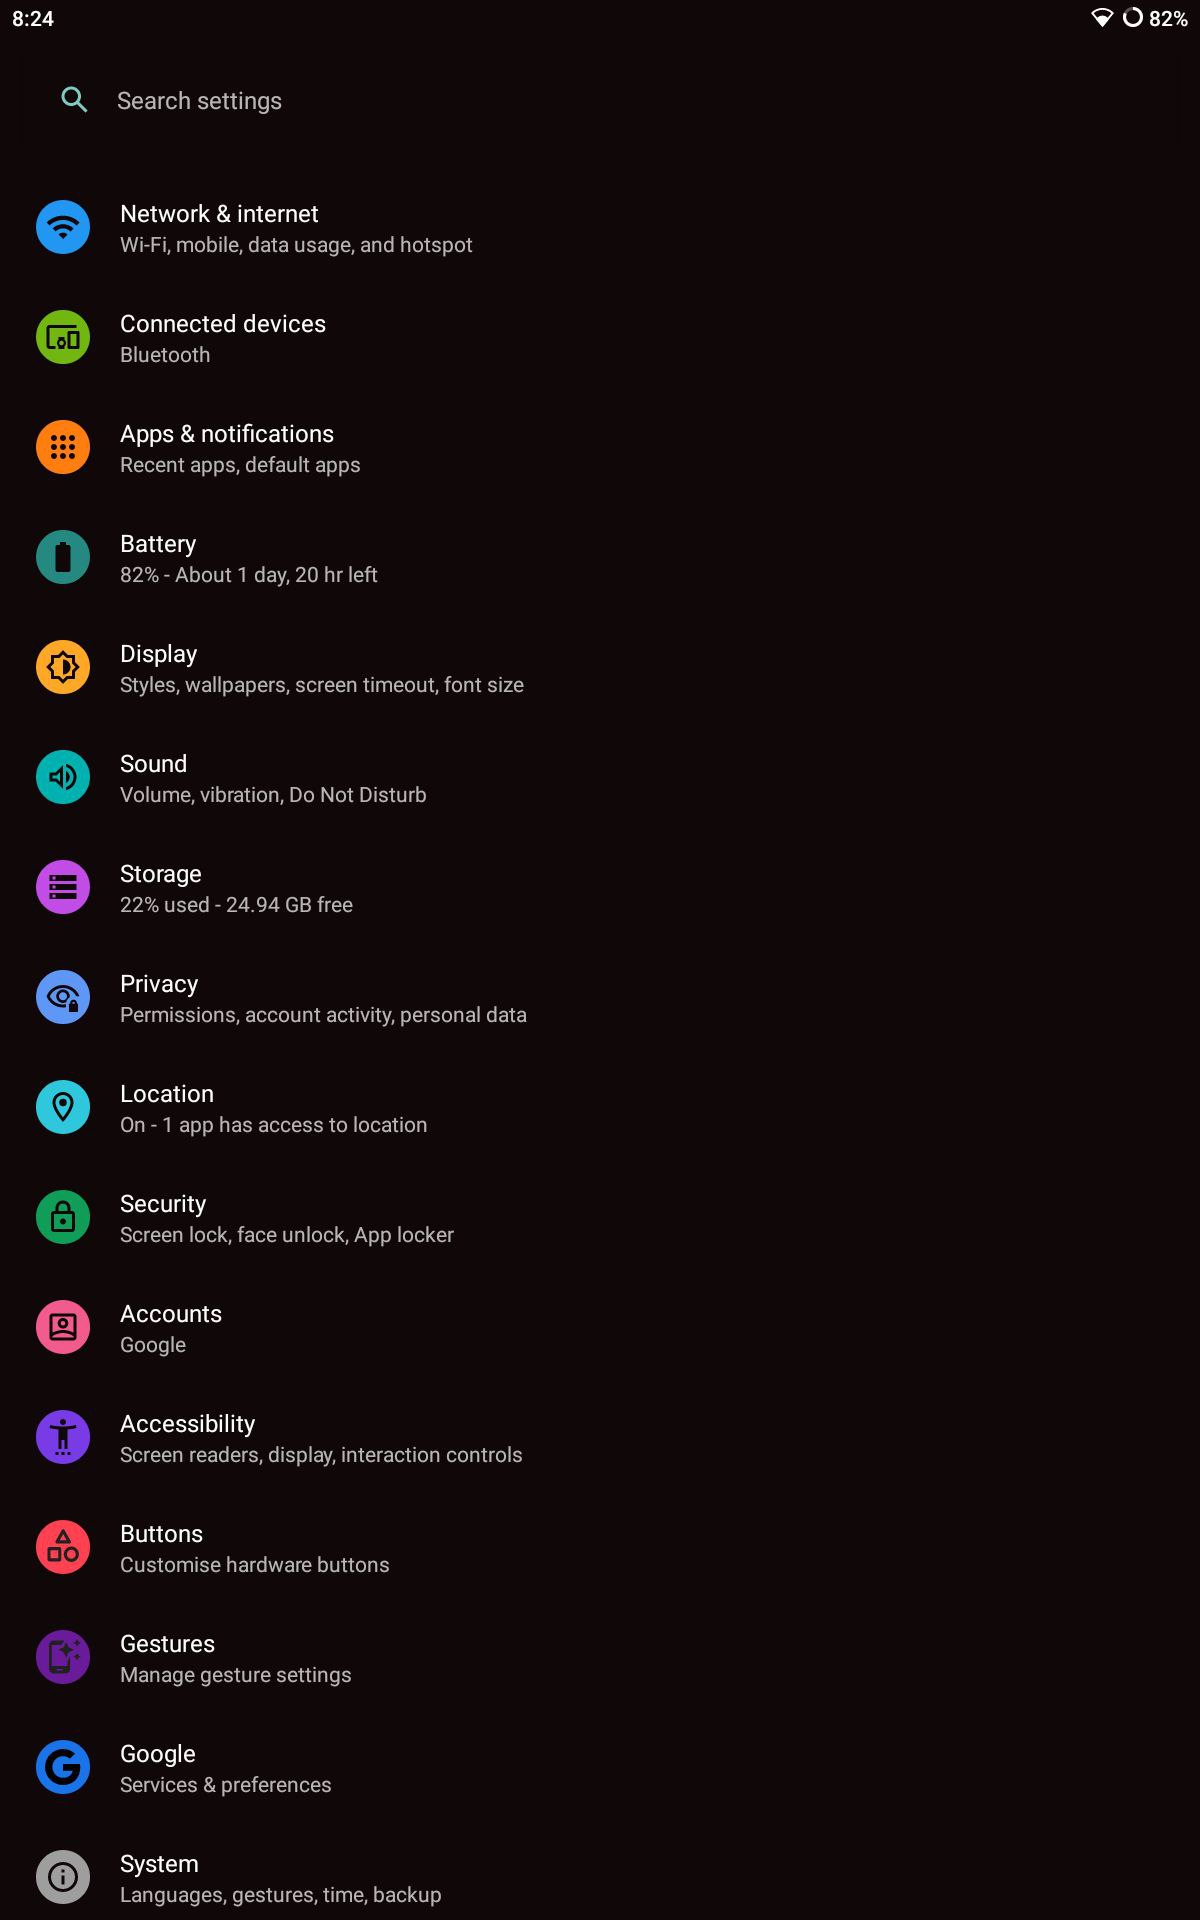 8:24
82%
Search settings
Network & internet
Wi-Fi, mobile, data usage, and hotspot
Connected devices
Bluetooth
Apps & notifications
Recent apps, default apps
Battery
82% - About 1 day, 20 hr left
Display
Styles, wallpapers, screen timeout, font size
Sound
Volume, vibration, Do Not Disturb
Storage
22% used - 24.94 GB free
Privacy
Permissions, account activity, personal data
Location
On - 1 app has access to location
Security
Screen lock, face unlock, App locker
Accounts
Google
Accessibility
Screen readers, display, interaction controls
Buttons
Customise hardware buttons
Gestures
Manage gesture settings
Google
Services & preferences
System
Languages, gestures, time, backup